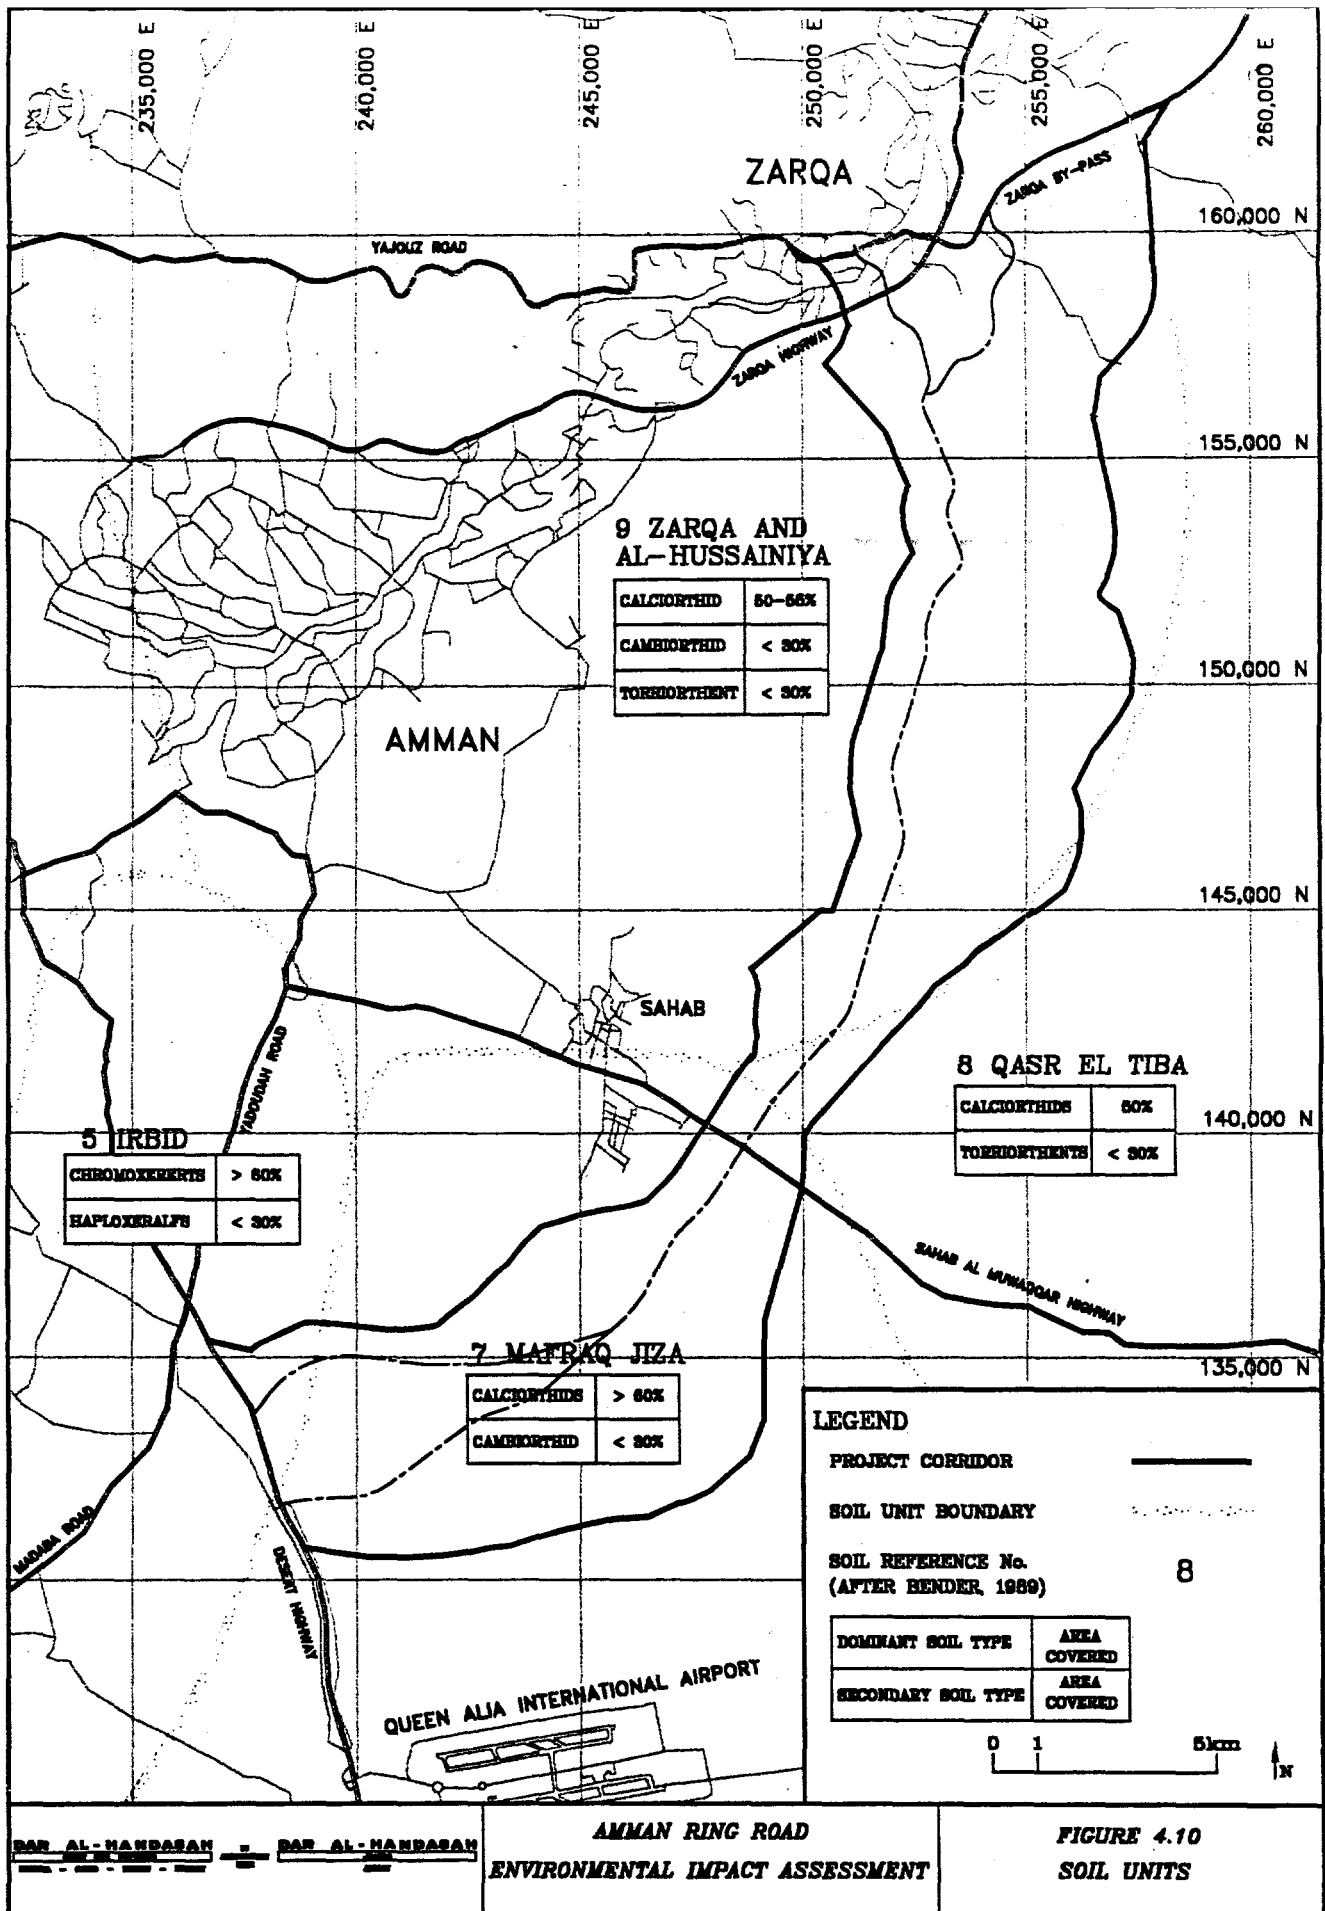 235,000 E
240,000 E
245,000 E
250,000 E
255,000 E
260,000 E
ZARQA
ZARQA BY-PASS
160,000 N
YAJOUZ ROAD
ZARQA HIGHWAY
155,000 N
9 ZARQA AND
AL-HUSSAINIYA
CALCIORTHID
CAMBIORTHID < 30%
TORRIORTHENT < 30%
150,000 N
AMMAN
145,000 N
SAHAB
YADOUDAH ROAD
8 QASR EL TIBA
CALCIORTHIDS
TORRIORTHENTS < 30%
140,000 N
5 IRBID
CHROMOXERERTS
HAPLOXERALFS < 30%
SAHAB AL MUWAQQAR HIGHWAY
7 MAFRAQ JIZA
CALCIORTHIDS
CAMBIORTHID < 30%
135,000 N
MADABA ROAD
DESERT HIGHWAY
QUEEN ALIA INTERNATIONAL AIRPORT
LEGEND
PROJECT CORRIDOR
SOIL UNIT BOUNDARY
SOIL REFERENCE No. 8
(AFTER BENDER, 1989)
DOMINANT SOIL TYPE AREA COVERED
SECONDARY SOIL TYPE AREA COVERED
0 1 5km
N
DAR AL-HANDASAH DAR AL-HANDASAH
AMMAN RING ROAD
ENVIRONMENTAL IMPACT ASSESSMENT
FIGURE 4.10
SOIL UNITS